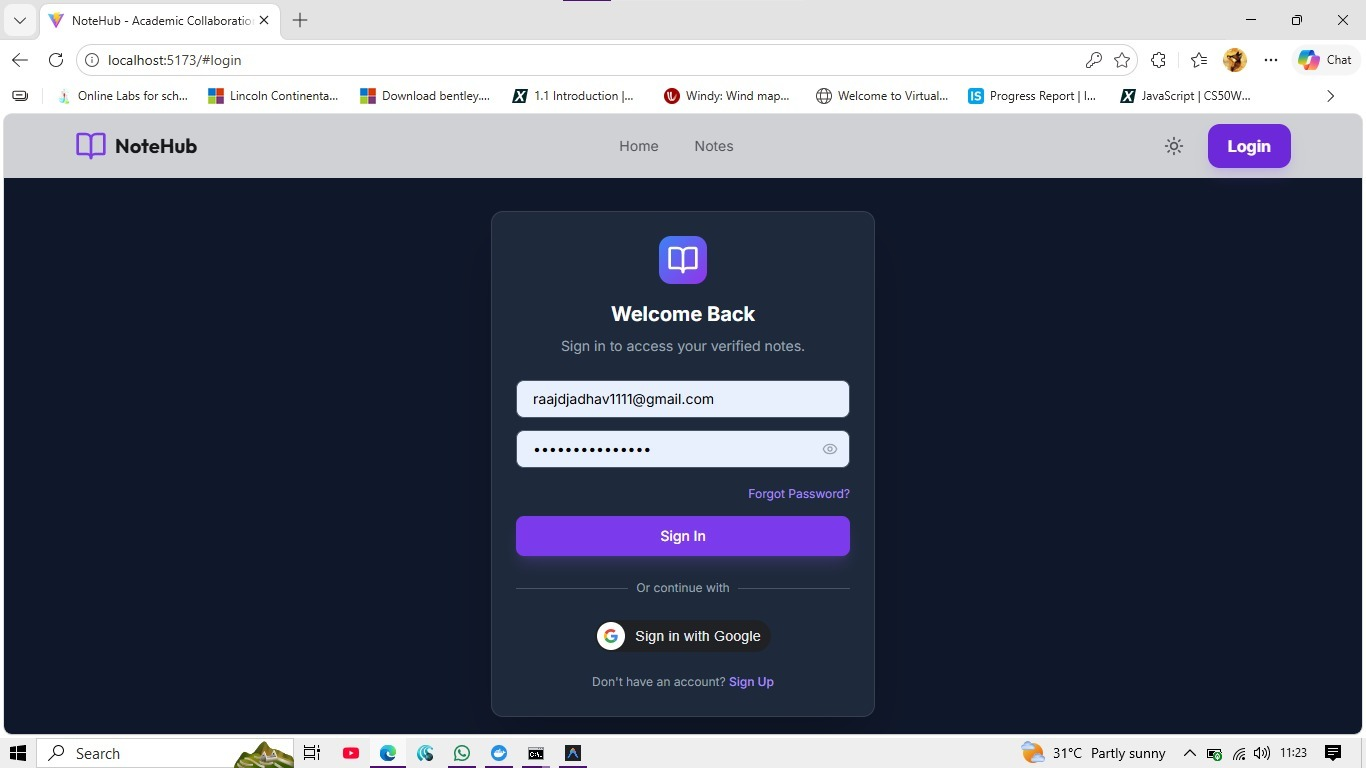 NoteHub - Academic Collaboratio
localhost:5173/#login
Chat
Online Labs for sch...
Lincoln Continenta...
Download bentley....
1.1 Introduction |...
Windy: Wind map...
Welcome to Virtual...
Progress Report | I...
JavaScript | CS50W...
NoteHub
Home
Notes
Login
Welcome Back
Sign in to access your verified notes.
raajdjadhav1111@gmail.com
•••••••••••••••
Forgot Password?
Sign In
Or continue with
Sign in with Google
Don't have an account? Sign Up
Search
31°C Partly sunny
11:23